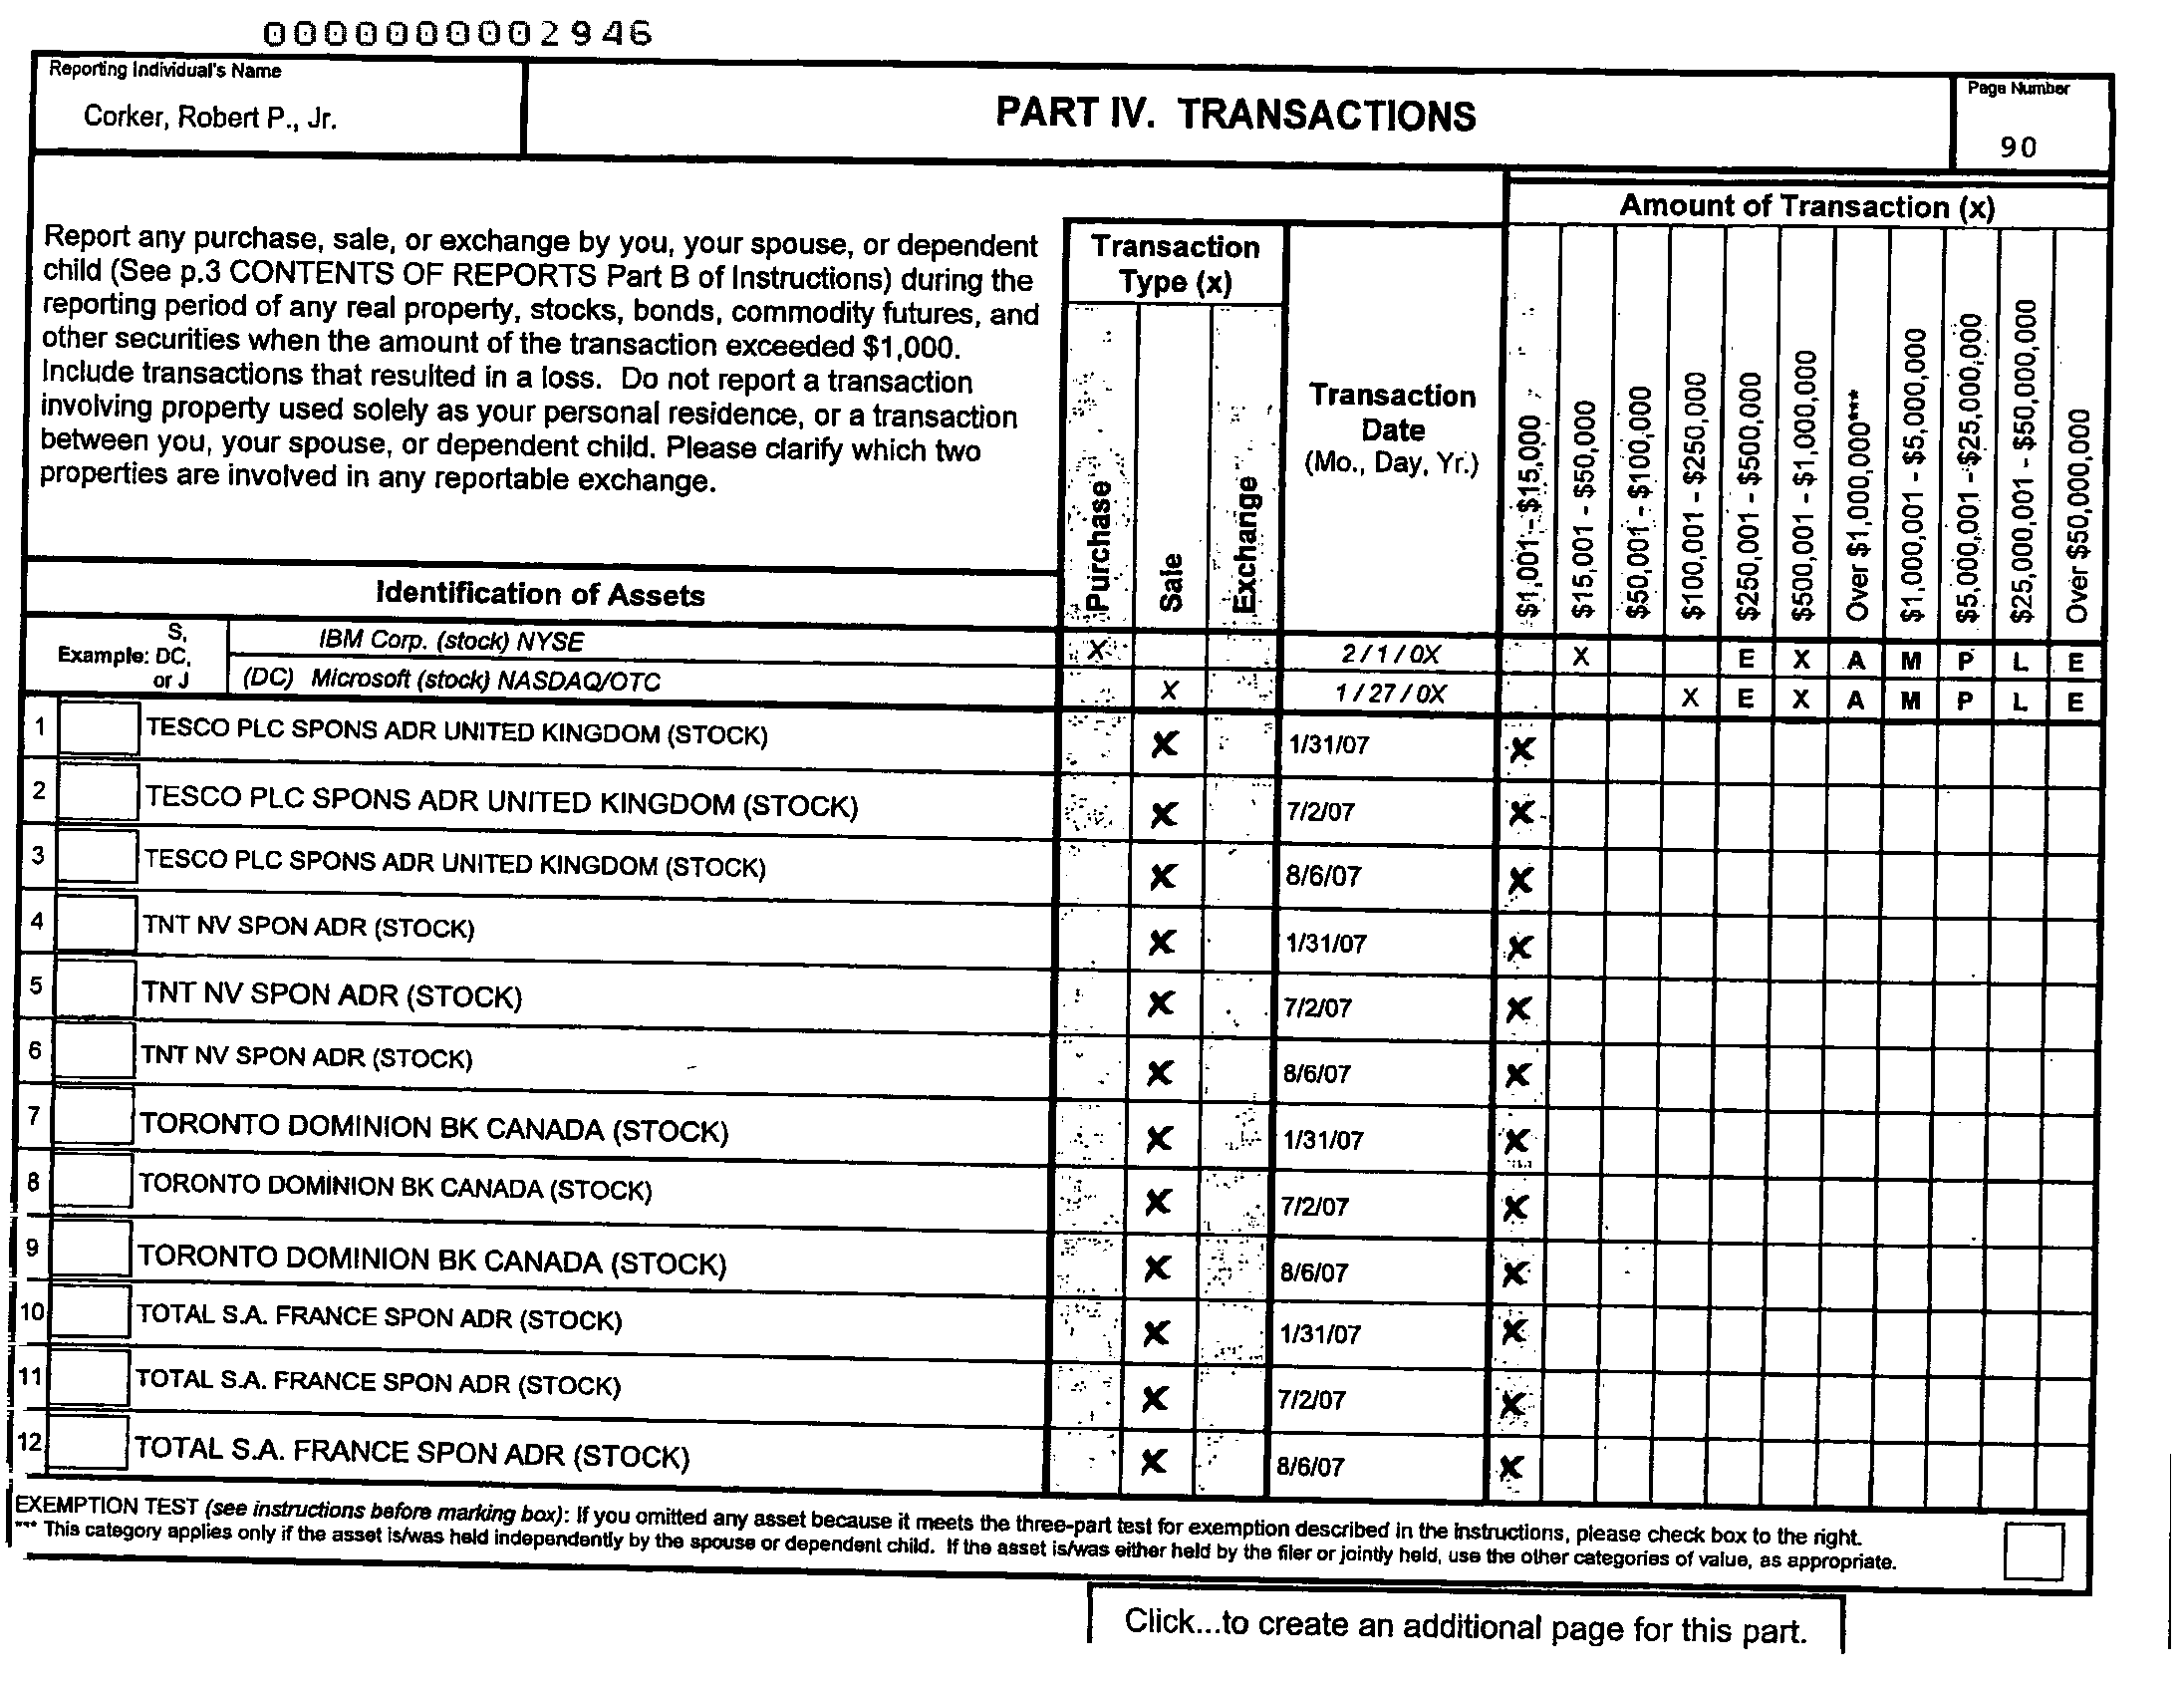 0000000002946
Reporting Individual's Name
Corker, Robert P., Jr.
PART IV. TRANSACTIONS
Page Number
90
Amount of Transaction (x)
Report any purchase, sale, or exchange by you, your spouse, or dependent
child (See p.3 CONTENTS OF REPORTS Part B of Instructions) during the
reporting period of any real property, stocks, bonds, commodity futures, and
other securities when the amount of the transaction exceeded $1,000.
Include transactions that resulted in a loss. Do not report a transaction
involving property used solely as your personal residence, or a transaction
between you, your spouse, or dependent child. Please clarify which two
properties are involved in any reportable exchange.
Transaction
Type (x)
Purchase
Sale
Exchange
Transaction
Date
(Mo., Day, Yr.)
$1,001 - $15,000
$15,001 - $50,000
$50,001 - $100,000
$100,001 - $250,000
$250,001 - $500,000
$500,001 - $1,000,000
Over $1,000,000***
$1,000,001 - $5,000,000
$5,000,001 -$25,000,000
$25,000,001 - $50,000,000
Over $50,000,000
Identification of Assets
Example: S, DC, or J
IBM Corp. (stock) NYSE X 2 / 1 / 0X X E X A M P L E
(DC) Microsoft (stock) NASDAQ/OTC X 1 / 27 / 0X X E X A M P L E
1 TESCO PLC SPONS ADR UNITED KINGDOM (STOCK) X 1/31/07 X
2 TESCO PLC SPONS ADR UNITED KINGDOM (STOCK) X 7/2/07 X
3 TESCO PLC SPONS ADR UNITED KINGDOM (STOCK) X 8/6/07 X
4 TNT NV SPON ADR (STOCK) X 1/31/07 X
5 TNT NV SPON ADR (STOCK) X 7/2/07 X
6 TNT NV SPON ADR (STOCK) X 8/6/07 X
7 TORONTO DOMINION BK CANADA (STOCK) X 1/31/07 X
8 TORONTO DOMINION BK CANADA (STOCK) X 7/2/07 X
9 TORONTO DOMINION BK CANADA (STOCK) X 8/6/07 X
10 TOTAL S.A. FRANCE SPON ADR (STOCK) X 1/31/07 X
11 TOTAL S.A. FRANCE SPON ADR (STOCK) X 7/2/07 X
12 TOTAL S.A. FRANCE SPON ADR (STOCK) X 8/6/07 X
EXEMPTION TEST (see instructions before marking box): If you omitted any asset because it meets the three-part test for exemption described in the instructions, please check box to the right.
*** This category applies only if the asset is/was held independently by the spouse or dependent child. If the asset is/was either held by the filer or jointly held, use the other categories of value, as appropriate.
Click...to create an additional page for this part.